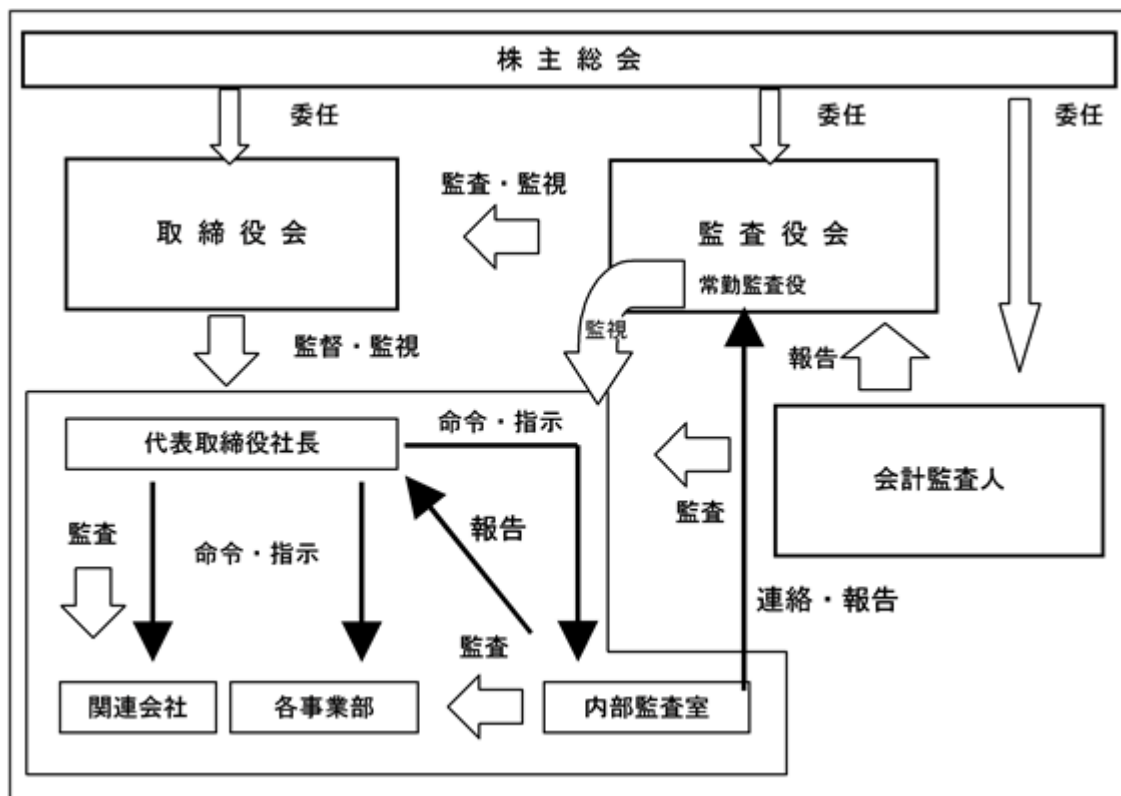 株主総会
委任
委任
委任
取締役会
監査・監視
監査役会
常勤監査役
監視
監督・監視
報告
代表取締役社長
命令・指示
会計監査人
監査
監査
命令・指示
報告
連絡・報告
監査
関連会社
各事業部
内部監査室